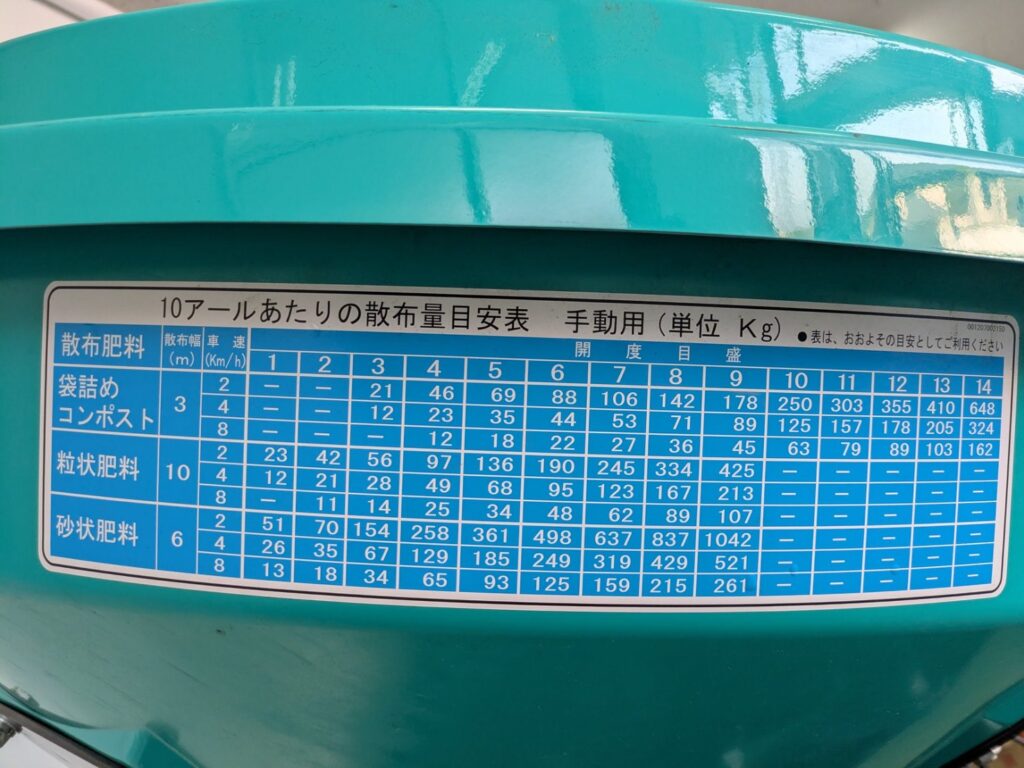 10アールあたりの散布量目安表 手動用(単位 Kg) ●表は、おおよその目安としてご利用ください
001207003150
散布肥料 散布幅(m) 車速(Km/h) 開度目盛
1 2 3 4 5 6 7 8 9 10 11 12 13 14
袋詰めコンポスト 3 2 － － 21 46 69 88 106 142 178 250 303 355 410 648
4 － － 12 23 35 44 53 71 89 125 157 178 205 324
8 － － － 12 18 22 27 36 45 63 79 89 103 162
粒状肥料 10 2 23 42 56 97 136 190 245 334 425 － － － － －
4 12 21 28 49 68 95 123 167 213 － － － － －
8 － 11 14 25 34 48 62 89 107 － － － － －
砂状肥料 6 2 51 70 154 258 361 498 637 837 1042 － － － － －
4 26 35 67 129 185 249 319 429 521 － － － － －
8 13 18 34 65 93 125 159 215 261 － － － － －